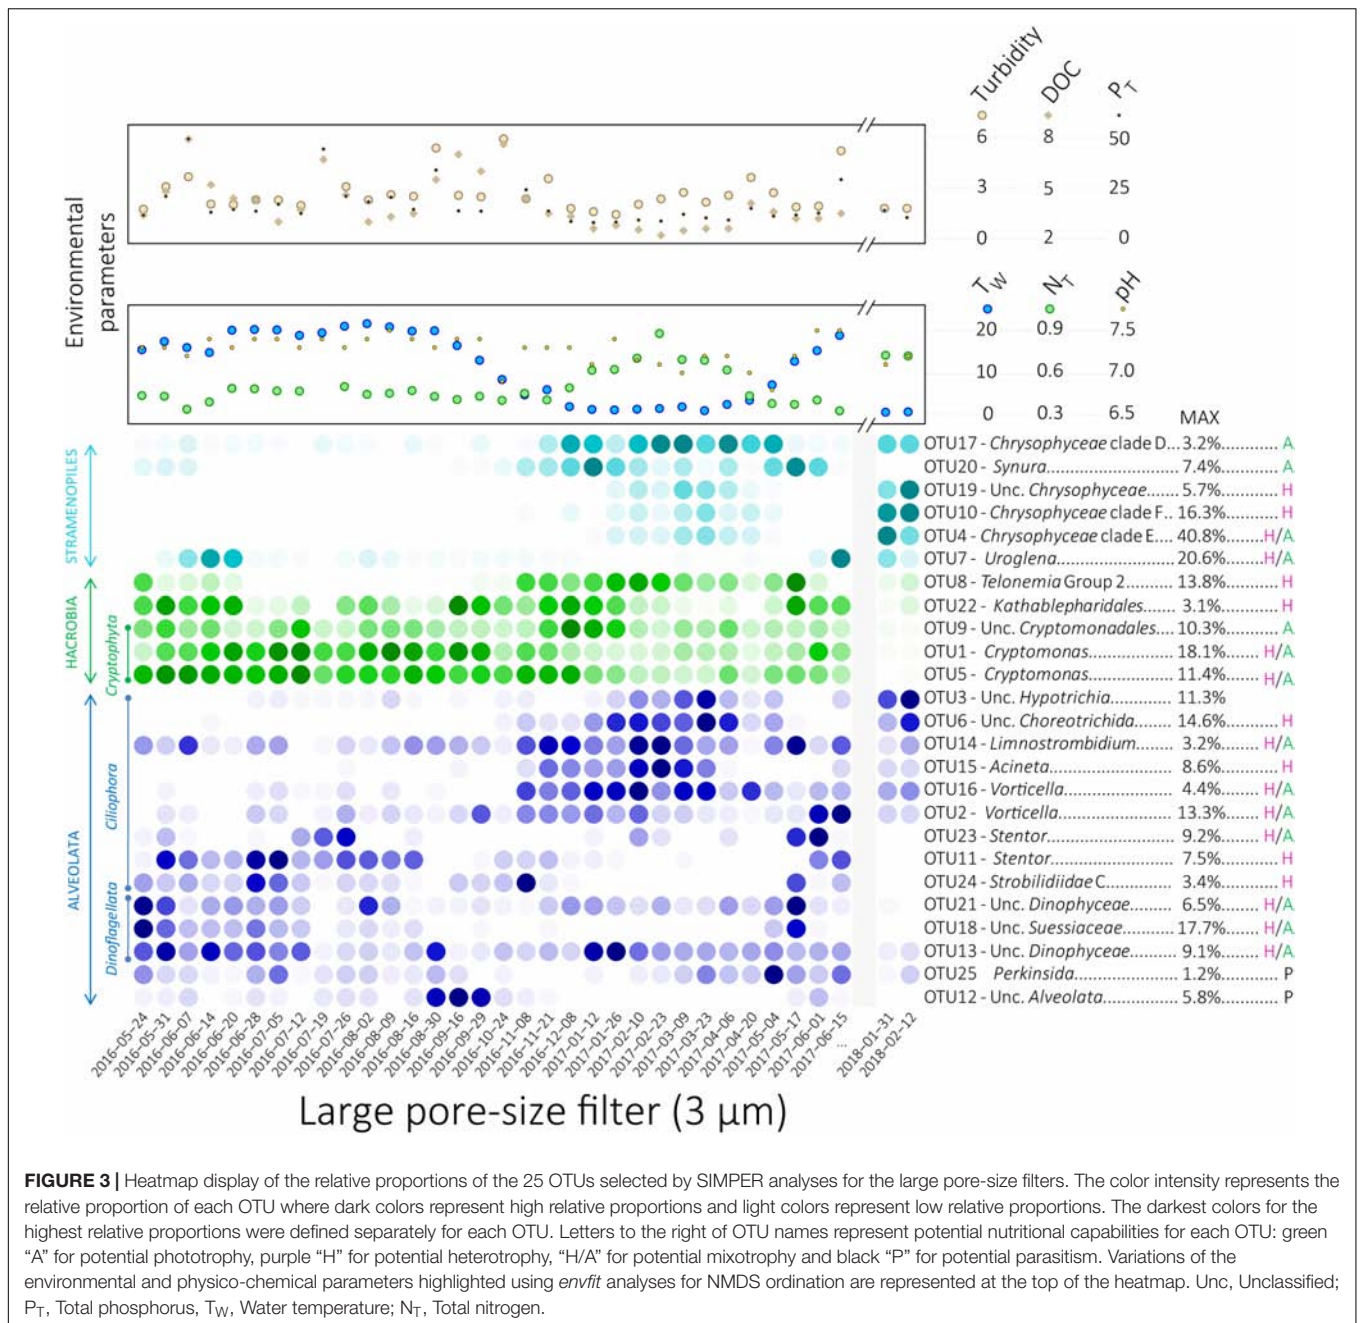 Turbidity
DOC
PT
6 8 50
3 5 25
0 2 0
Environmental
parameters
TW
NT
pH
20 0.9 7.5
10 0.6 7.0
0 0.3 6.5
MAX
STRAMENOPILES
HACROBIA
Cryptophyta
ALVEOLATA
Ciliophora
Dinoflagellata
OTU17 - Chrysophyceae clade D... 3.2%............ A
OTU20 - Synura........................... 7.4%............ A
OTU19 - Unc. Chrysophyceae....... 5.7%............ H
OTU10 - Chrysophyceae clade F.. 16.3%........... H
OTU4 - Chrysophyceae clade E.... 40.8%........H/A
OTU7 - Uroglena......................... 20.6%........ H/A
OTU8 - Telonemia Group 2.......... 13.8%........... H
OTU22 - Kathablepharidales....... 3.1%............ H
OTU9 - Unc. Cryptomonadales.... 10.3%........... A
OTU1 - Cryptomonas................... 18.1%........ H/A
OTU5 - Cryptomonas................... 11.4%........ H/A
OTU3 - Unc. Hypotrichia............. 11.3%
OTU6 - Unc. Choreotrichida........ 14.6%........... H
OTU14 - Limnostrombidium........ 3.2%......... H/A
OTU15 - Acineta.......................... 8.6%............ H
OTU16 - Vorticella....................... 4.4%......... H/A
OTU2 - Vorticella........................ 13.3%........ H/A
OTU23 - Stentor.......................... 9.2%......... H/A
OTU11 - Stentor.......................... 7.5%............ H
OTU24 - Strobilidiidae C.............. 3.4%............ H
OTU21 - Unc. Dinophyceae......... 6.5%........ H/A
OTU18 - Unc. Suessiaceae........... 17.7%....... H/A
OTU13 - Unc. Dinophyceae......... 9.1%......... H/A
OTU25 Perkinsida...................... 1.2%............ P
OTU12 - Unc. Alveolata............... 5.8%............ P
2016-05-24
2016-05-31
2016-06-07
2016-06-14
2016-06-20
2016-06-28
2016-07-05
2016-07-12
2016-07-19
2016-07-26
2016-08-02
2016-08-09
2016-08-16
2016-08-30
2016-09-16
2016-09-29
2016-10-24
2016-11-08
2016-11-21
2016-12-08
2017-01-12
2017-01-26
2017-02-10
2017-02-23
2017-03-09
2017-03-23
2017-04-06
2017-04-20
2017-05-04
2017-05-17
2017-06-01
2017-06-15
...
2018-01-31
2018-02-12
Large pore-size filter (3 µm)
FIGURE 3 | Heatmap display of the relative proportions of the 25 OTUs selected by SIMPER analyses for the large pore-size filters. The color intensity represents the
relative proportion of each OTU where dark colors represent high relative proportions and light colors represent low relative proportions. The darkest colors for the
highest relative proportions were defined separately for each OTU. Letters to the right of OTU names represent potential nutritional capabilities for each OTU: green
“A” for potential phototrophy, purple “H” for potential heterotrophy, “H/A” for potential mixotrophy and black “P” for potential parasitism. Variations of the
environmental and physico-chemical parameters highlighted using envfit analyses for NMDS ordination are represented at the top of the heatmap. Unc, Unclassified;
PT, Total phosphorus, TW, Water temperature; NT, Total nitrogen.